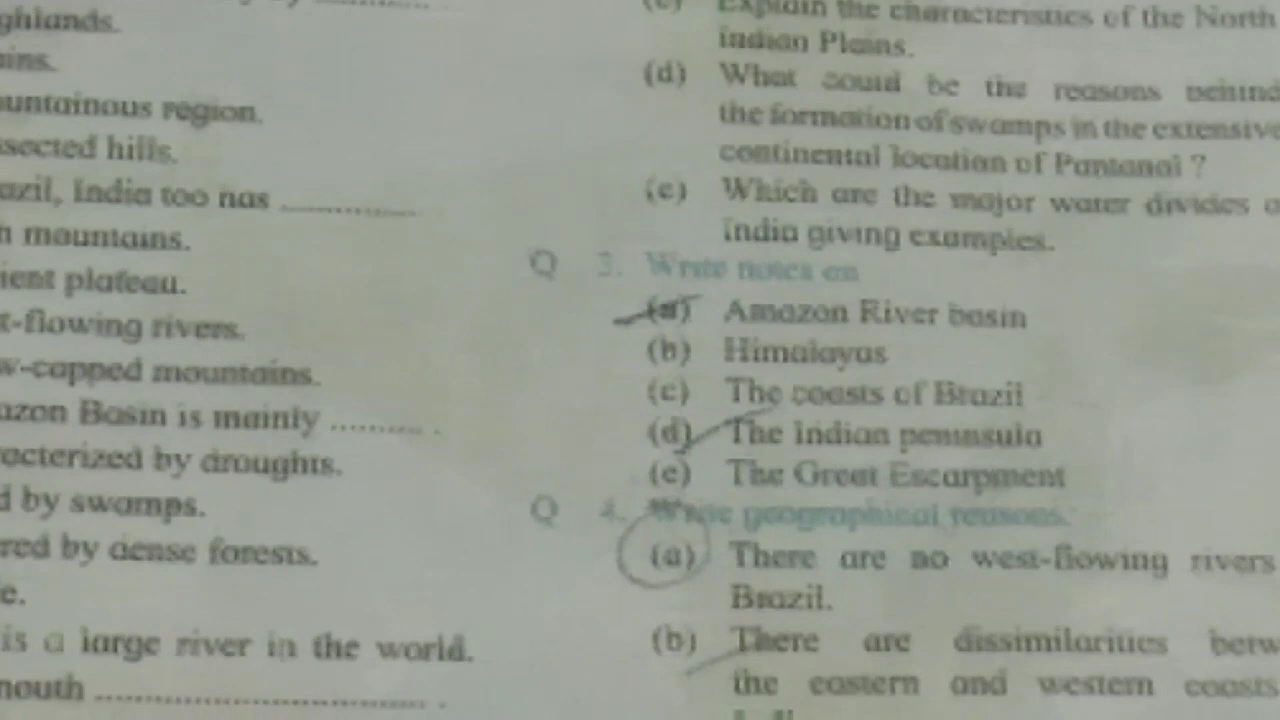 ghlands.
ains.
ountainous region.
ssected hills.
azil, India too has ..............
h mountains.
ient plateau.
t-flowing rivers.
w-capped mountains.
azon Basin is mainly .......... .
racterized by droughts.
d by swamps.
red by dense forests.
e.
is a large river in the world.
mouth .................................. .
(c) Explain the characteristics of the North
Indian Plains.
(d) What could be the reasons behind
the formation of swamps in the extensive
continental location of Pantanal ?
(e) Which are the major water divides o
India giving examples.
Q 3. Write notes on
(a) Amazon River basin
(b) Himalayas
(c) The coasts of Brazil
(d) The Indian peninsula
(e) The Great Escarpment
Q 4. Write geographical reasons.
(a) There are no west-flowing rivers
Brazil.
(b) There are dissimilarities betw
the eastern and western coasts